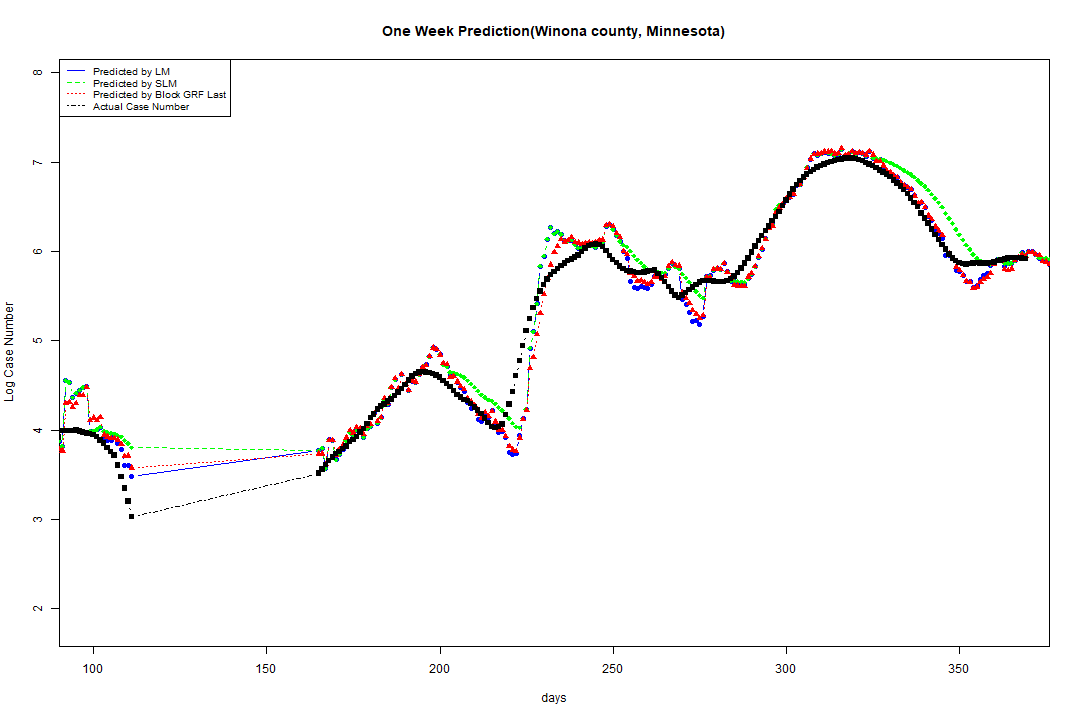 One Week Prediction(Winona county, Minnesota)
Predicted by LM
Predicted by SLM
Predicted by Block GRF Last
Actual Case Number
Log Case Number
8
7
6
5
4
3
2
100 150 200 250 300 350
days